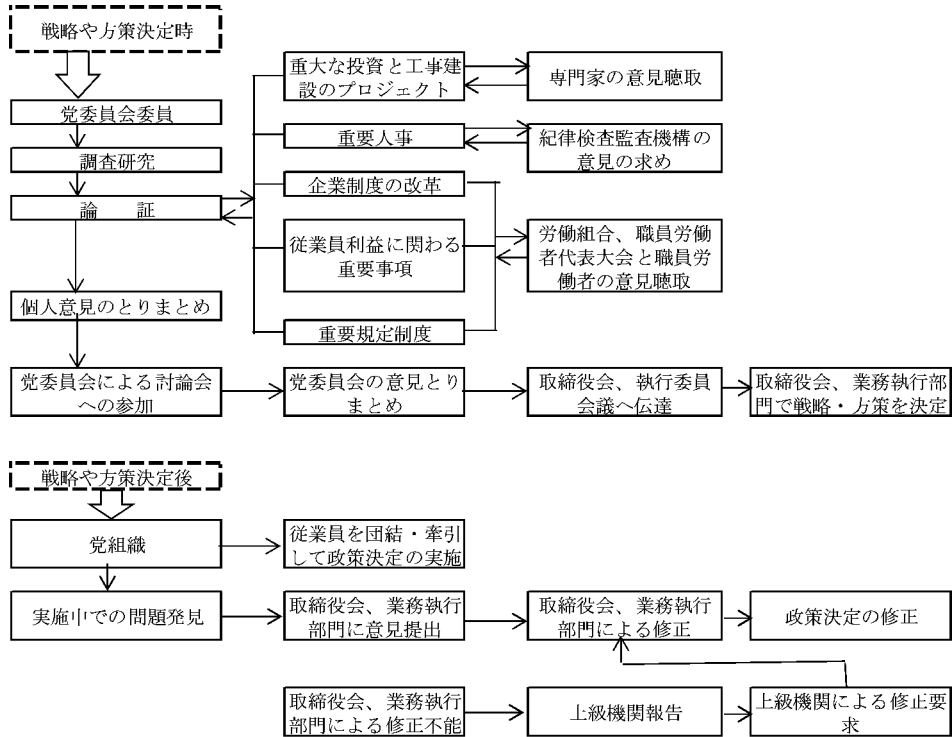 戦略や方策決定時
党委員会委員
調査研究
論　　証
個人意見のとりまとめ
党委員会による討論会
への参加
重大な投資と工事建
設のプロジェクト
重要人事
企業制度の改革
従業員利益に関わる
重要事項
重要規定制度
専門家の意見聴取
紀律検査監査機構の
意見の求め
労働組合、職員労働
者代表大会と職員労
働者の意見聴取
党委員会の意見とり
まとめ
取締役会、執行委員
会議へ伝達
取締役会、業務執行部
門で戦略・方策を決定
戦略や方策決定後
党組織
従業員を団結・牽引
して政策決定の実施
実施中での問題発見
取締役会、業務執行
部門に意見提出
取締役会、業務執行
部門による修正
政策決定の修正
取締役会、業務執行
部門による修正不能
上級機関報告
上級機関による修正要
求